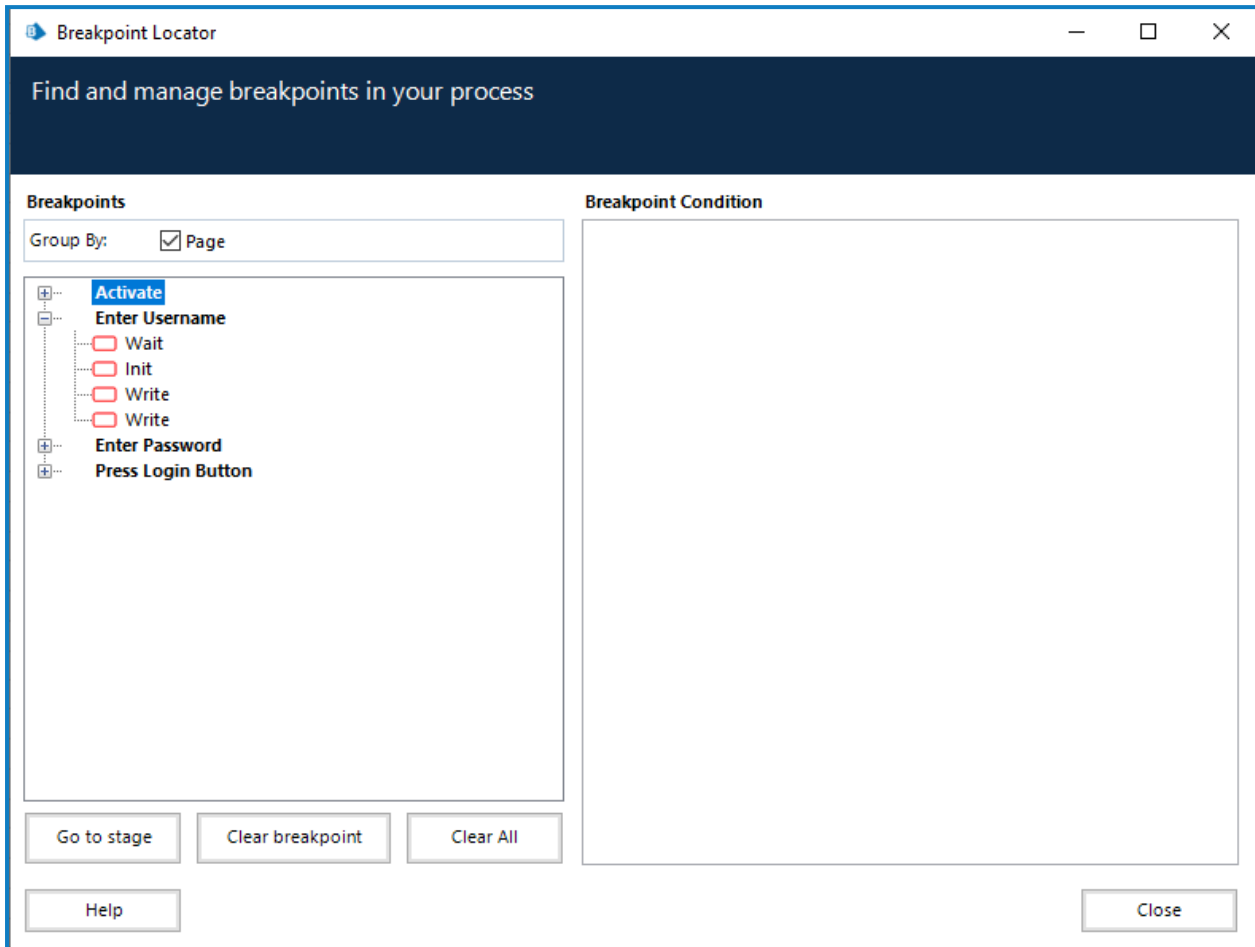 Breakpoint Locator
Find and manage breakpoints in your process
Breakpoints
Group By: Page
Activate
Enter Username
Wait
Init
Write
Write
Enter Password
Press Login Button
Go to stage Clear breakpoint Clear All
Help
Breakpoint Condition
Close